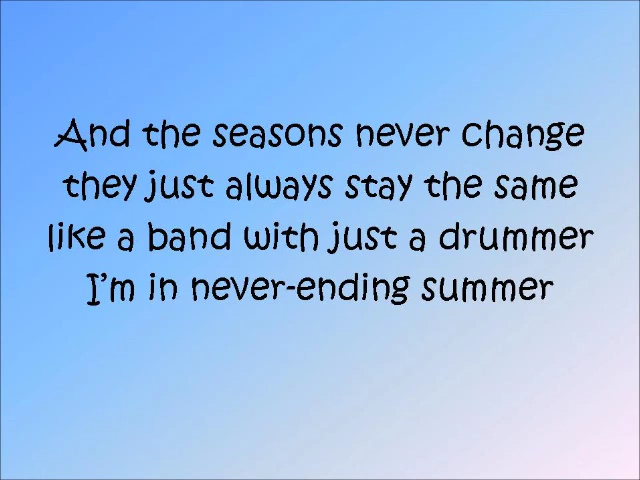 And the seasons never change
they just always stay the same
like a band with just a drummer
I'm in never-ending summer